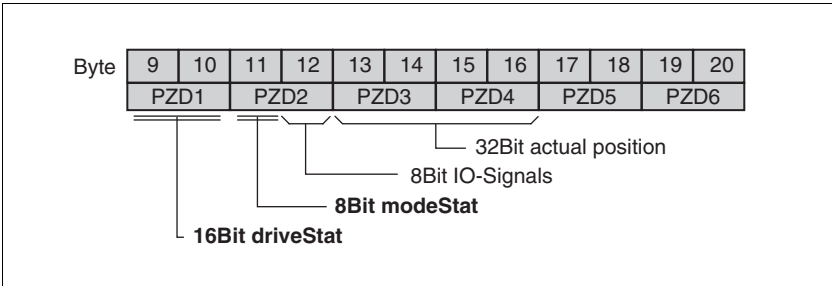 Byte 9 10 11 12 13 14 15 16 17 18 19 20
PZD1 PZD2 PZD3 PZD4 PZD5 PZD6
32Bit actual position
8Bit IO-Signals
8Bit modeStat
16Bit driveStat